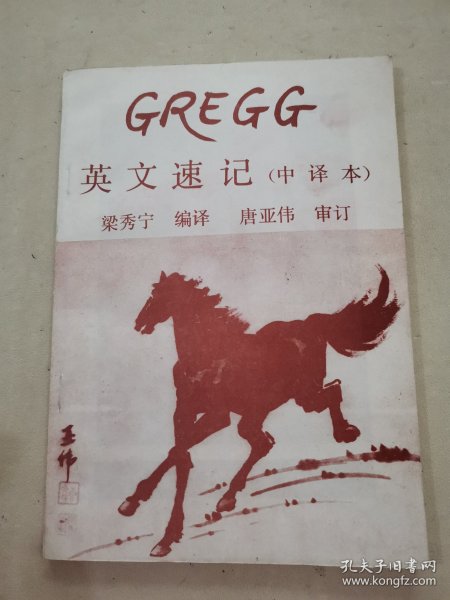 GREGG
英文速记(中译本)
梁秀宁 编译 唐亚伟 审订
孔夫子旧书网
www.kongfz.com